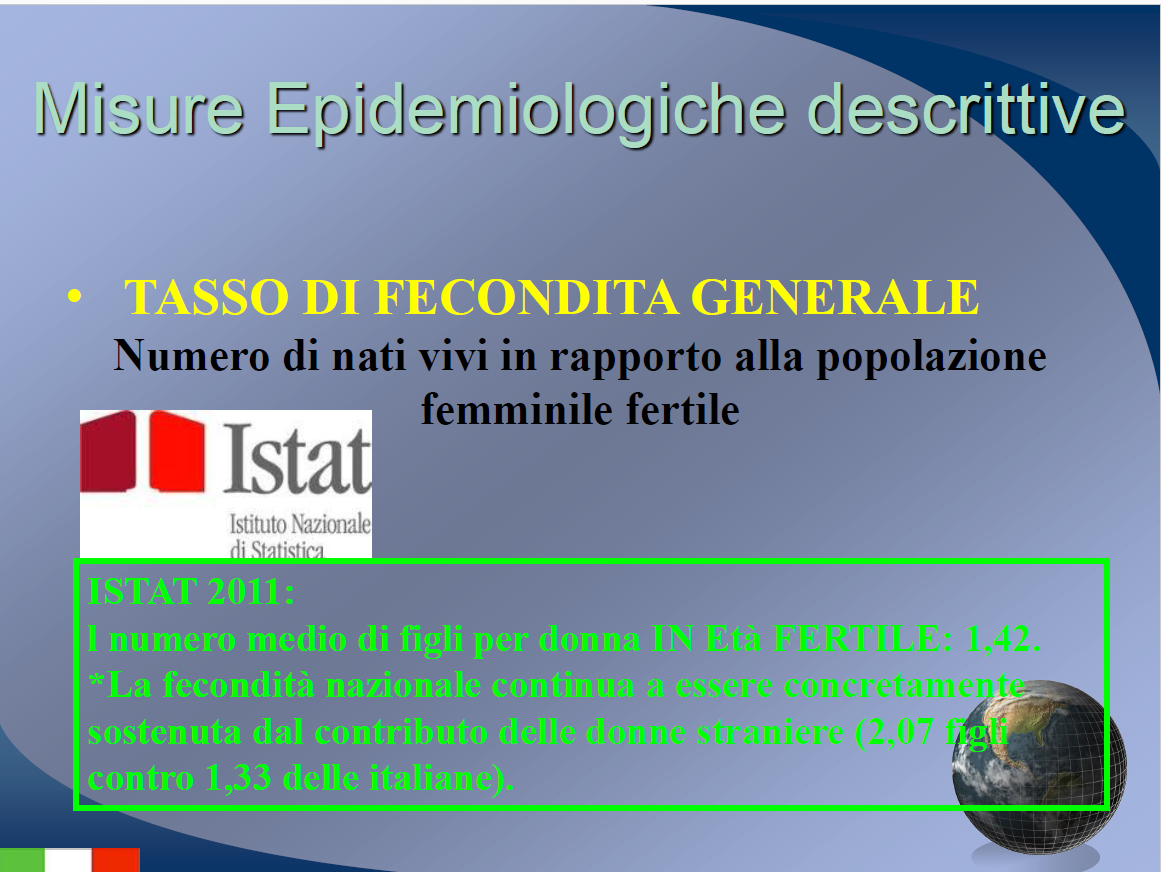 Misure Epidemiologiche descrittive
• TASSO DI FECONDITA GENERALE
Numero di nati vivi in rapporto alla popolazione
femminile fertile
Istat
Istituto Nazionale
di Statistica
ISTAT 2011:
l numero medio di figli per donna IN Età FERTILE: 1,42.
*La fecondità nazionale continua a essere concretamente
sostenuta dal contributo delle donne straniere (2,07 figli
contro 1,33 delle italiane).